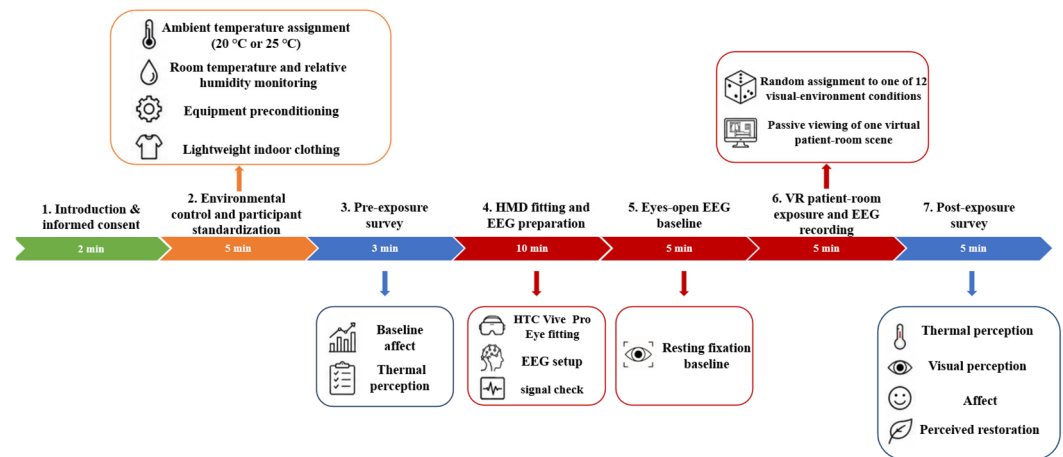 Ambient temperature assignment
(20 °C or 25 °C)
Room temperature and relative
humidity monitoring
Equipment preconditioning
Lightweight indoor clothing
Random assignment to one of 12
visual-environment conditions
Passive viewing of one virtual
patient-room scene
1. Introduction &
informed consent
2 min
2. Environmental
control and participant
standardization
5 min
3. Pre-exposure
survey
3 min
4. HMD fitting and
EEG preparation
10 min
5. Eyes-open EEG
baseline
5 min
6. VR patient-room
exposure and EEG
recording
5 min
7. Post-exposure
survey
5 min
Baseline
affect
Thermal
perception
HTC Vive Pro
Eye fitting
EEG setup
signal check
Resting fixation
baseline
Thermal perception
Visual perception
Affect
Perceived restoration